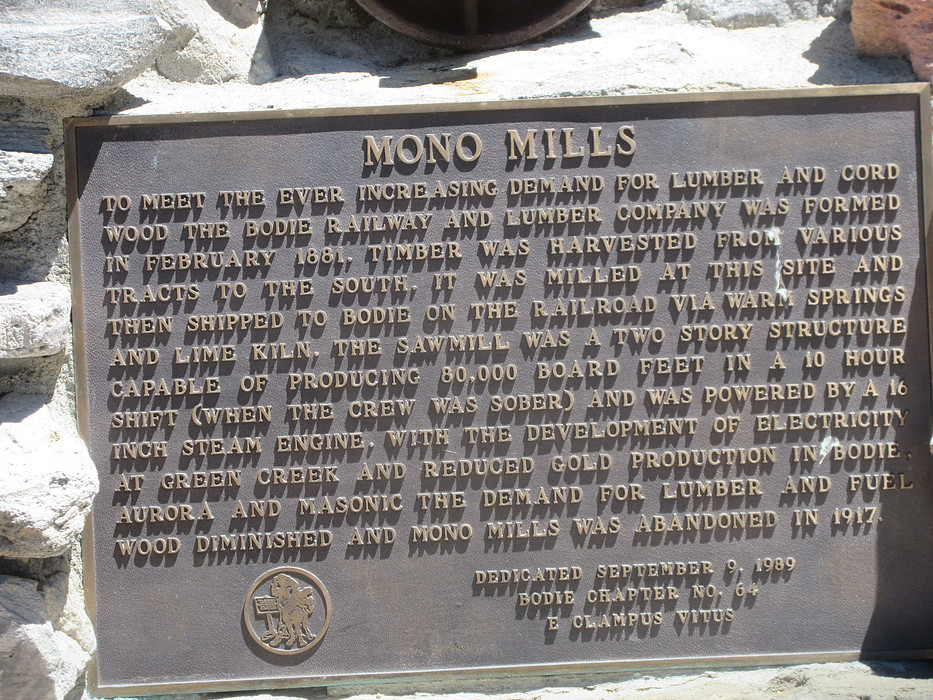 MONO MILLS
TO MEET THE EVER INCREASING DEMAND FOR LUMBER AND CORD
WOOD THE BODIE RAILWAY AND LUMBER COMPANY WAS FORMED
IN FEBRUARY 1881. TIMBER WAS HARVESTED FROM VARIOUS
TRACTS TO THE SOUTH. IT WAS MILLED AT THIS SITE AND
THEN SHIPPED TO BODIE ON THE RAILROAD VIA WARM SPRINGS
AND LIME KILN. THE SAWMILL WAS A TWO STORY STRUCTURE
CAPABLE OF PRODUCING 80,000 BOARD FEET IN A 10 HOUR
SHIFT (WHEN THE CREW WAS SOBER) AND WAS POWERED BY A 16
INCH STEAM ENGINE. WITH THE DEVELOPMENT OF ELECTRICITY
AT GREEN CREEK AND REDUCED GOLD PRODUCTION IN BODIE,
AURORA AND MASONIC THE DEMAND FOR LUMBER AND FUEL
WOOD DIMINISHED AND MONO MILLS WAS ABANDONED IN 1917.
DEDICATED SEPTEMBER 9, 1989
BODIE CHAPTER NO. 64
E CLAMPUS VITUS